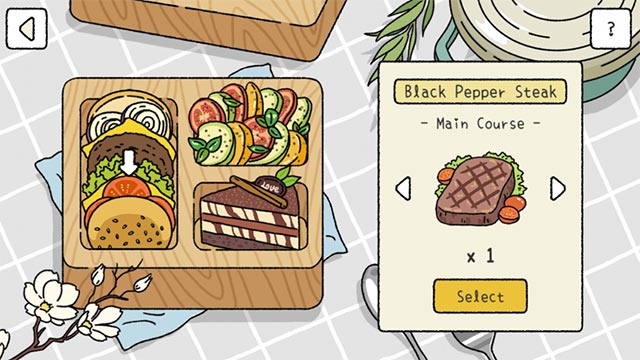 ?
Black Pepper Steak
- Main Course -
love
x 1
Select